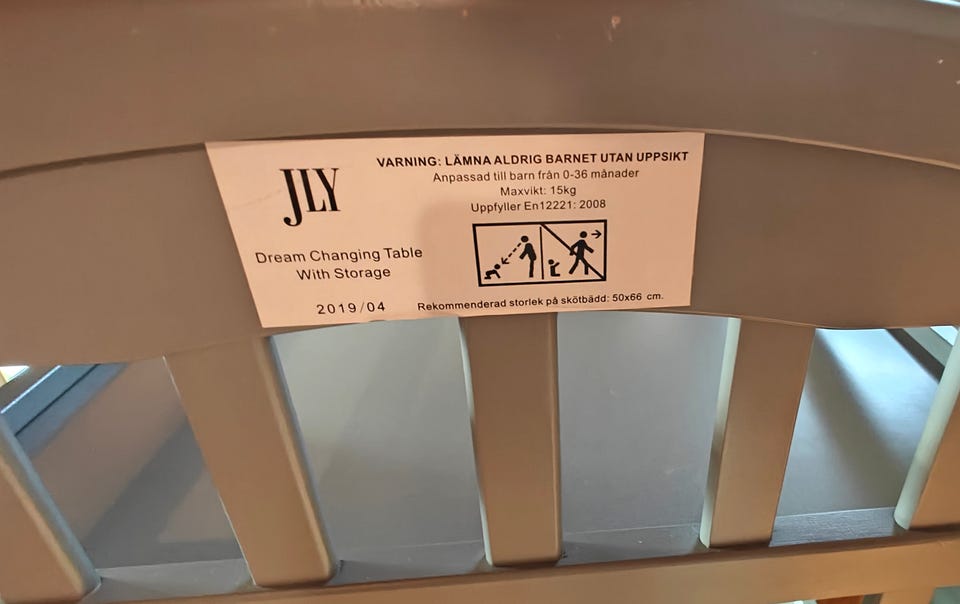 JLY
Dream Changing Table
With Storage
2019/04
VARNING: LÄMNA ALDRIG BARNET UTAN UPPSIKT
Anpassad till barn från 0-36 månader
Maxvikt: 15kg
Uppfyller En12221: 2008
Rekommenderad storlek på skötbädd: 50x66 cm.